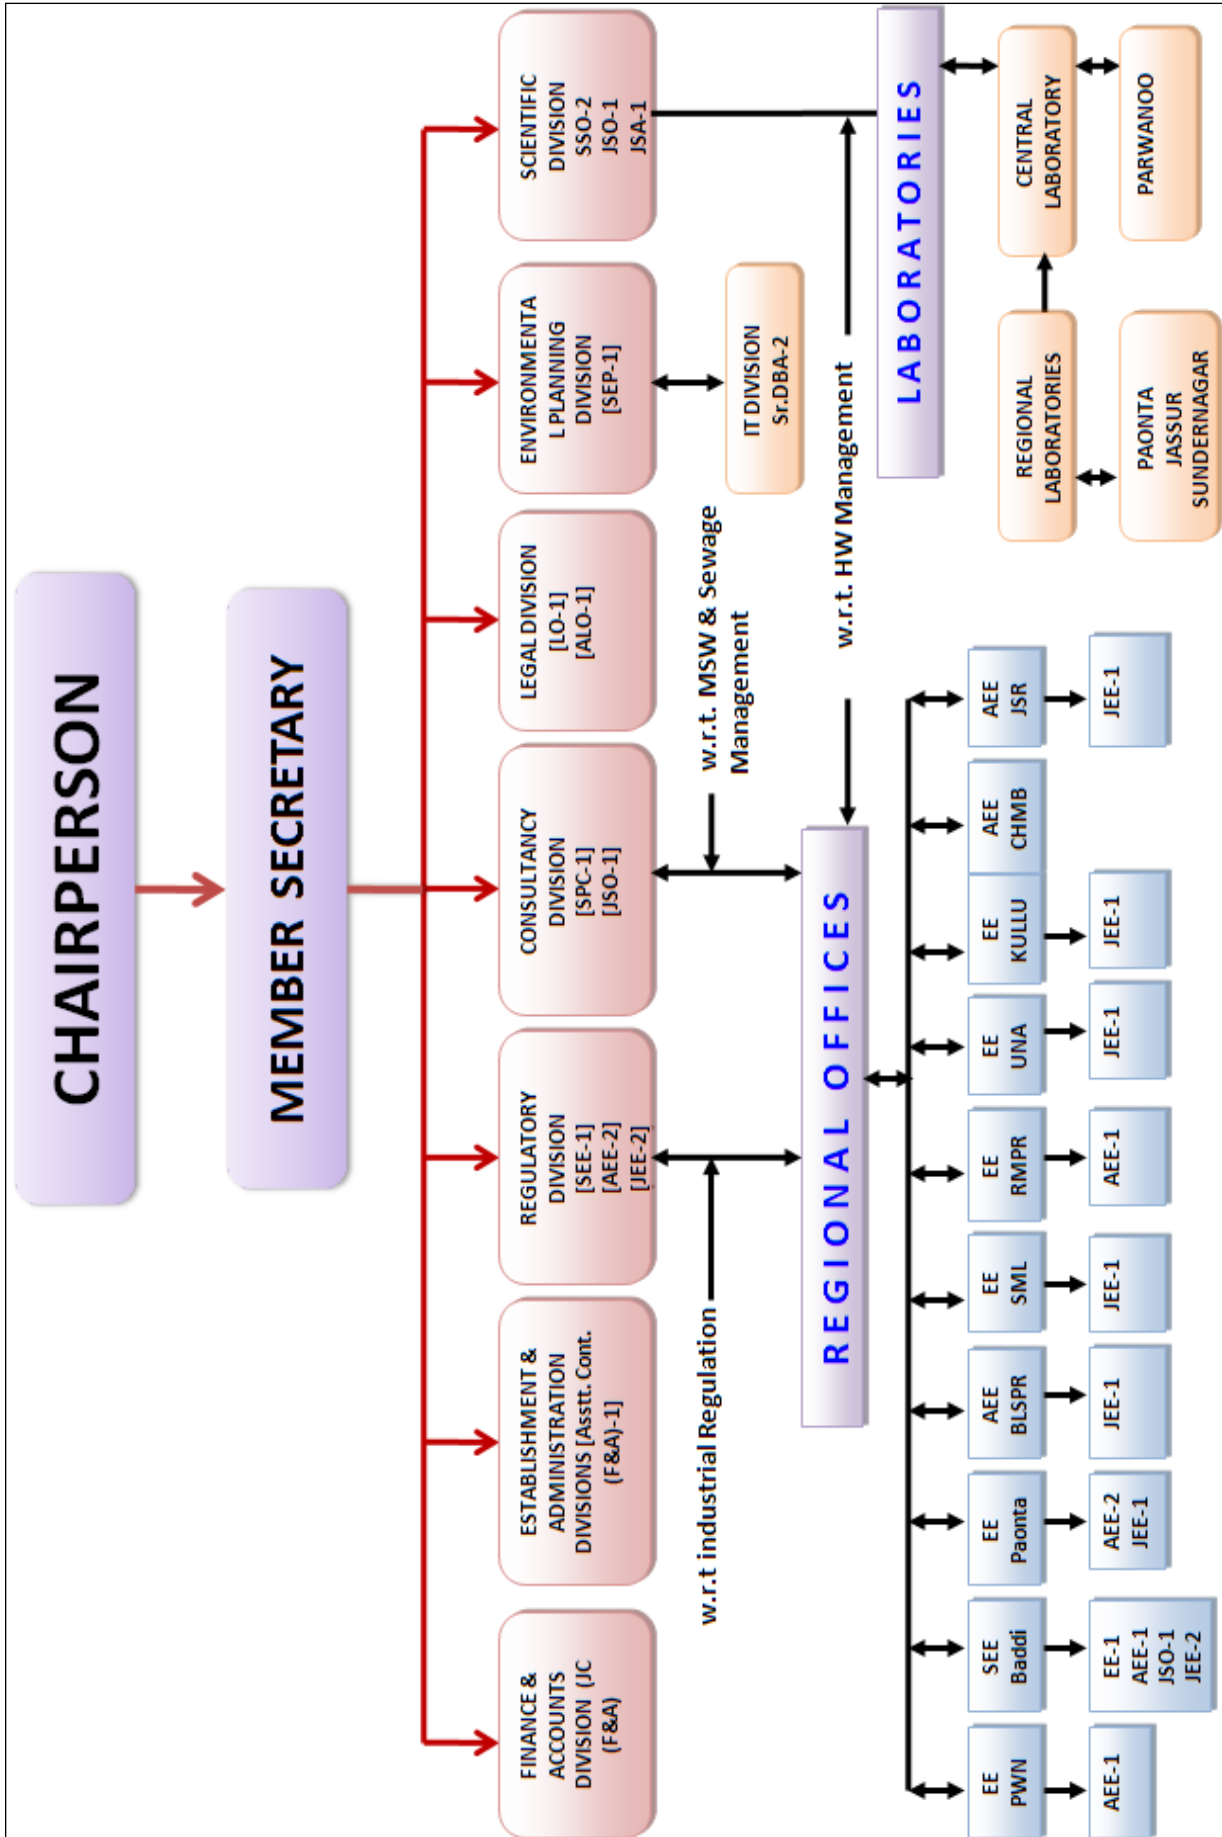 CHAIRPERSON
MEMBER SECRETARY
FINANCE &
ACCOUNTS
DIVISION (JC
(F&A)
ESTABLISHMENT &
ADMINISTRATION
DIVISIONS [Asstt. Cont.
(F&A)-1]
REGULATORY
DIVISION
[SEE-1]
[AEE-2]
[JEE-2]
CONSULTANCY
DIVISION
[SPC-1]
[JSO-1]
LEGAL DIVISION
[LO-1]
[ALO-1]
ENVIRONMENTA
L PLANNING
DIVISION
[SEP-1]
SCIENTIFIC
DIVISION
SSO-2
JSO-1
JSA-1
w.r.t industrial Regulation
w.r.t. MSW & Sewage
Management
IT DIVISION
Sr.DBA-2
w.r.t. HW Management
REGIONAL OFFICES
LABORATORIES
EE
PWN
SEE
Baddi
EE
Paonta
AEE
BLSPR
EE
SML
EE
RMPR
EE
UNA
EE
KULLU
AEE
CHMB
AEE
JSR
REGIONAL
LABORATORIES
CENTRAL
LABORATORY
AEE-1
EE-1
AEE-1
JSO-1
JEE-2
AEE-2
JEE-1
JEE-1
JEE-1
AEE-1
JEE-1
JEE-1
JEE-1
PAONTA
JASSUR
SUNDERNAGAR
PARWANOO